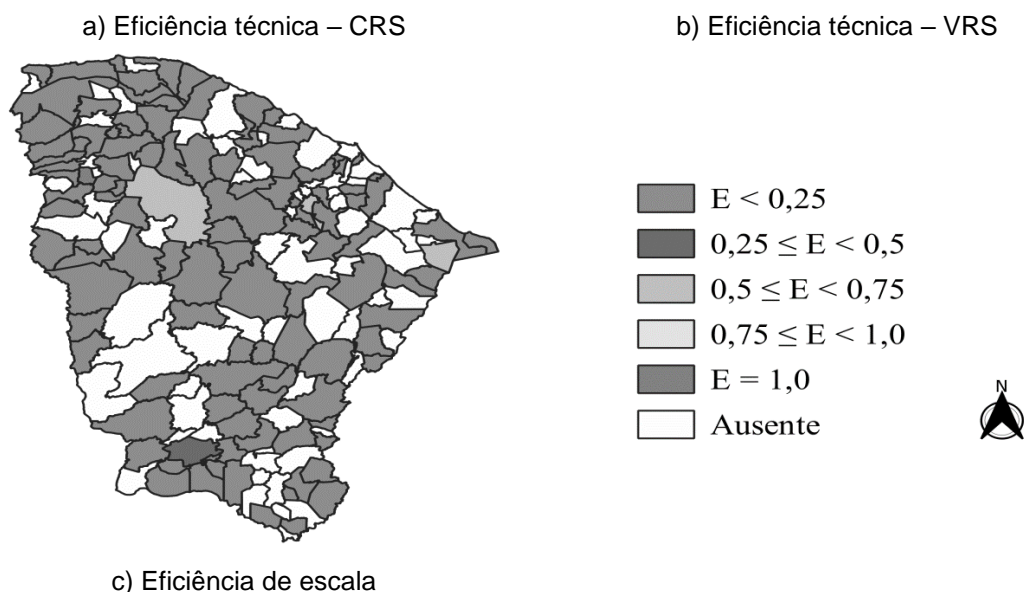 a) Eficiência técnica – CRS
b) Eficiência técnica – VRS
E < 0,25
0,25 ≤ E < 0,5
0,5 ≤ E < 0,75
0,75 ≤ E < 1,0
E = 1,0
Ausente
N
c) Eficiência de escala